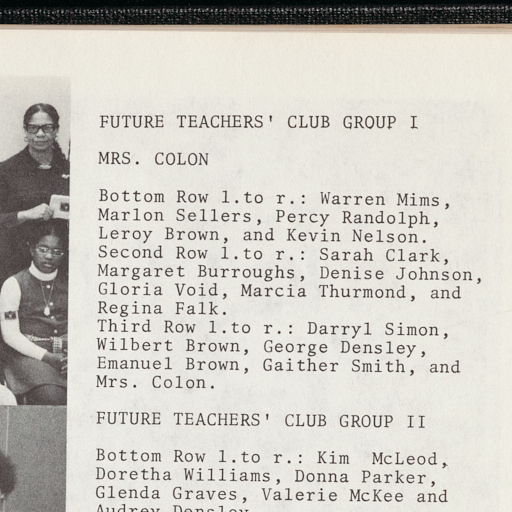 FUTURE TEACHERS' CLUB GROUP I
MRS. COLON
Bottom Row l.to r.: Warren Mims,
Marlon Sellers, Percy Randolph,
Leroy Brown, and Kevin Nelson.
Second Row l.to r.: Sarah Clark,
Margaret Burroughs, Denise Johnson,
Gloria Void, Marcia Thurmond, and
Regina Falk.
Third Row l.to r.: Darryl Simon,
Wilbert Brown, George Densley,
Emanuel Brown, Gaither Smith, and
Mrs. Colon.
FUTURE TEACHERS' CLUB GROUP II
Bottom Row l.to r.: Kim McLeod,
Doretha Williams, Donna Parker,
Glenda Graves, Valerie McKee and
Audrey Densley